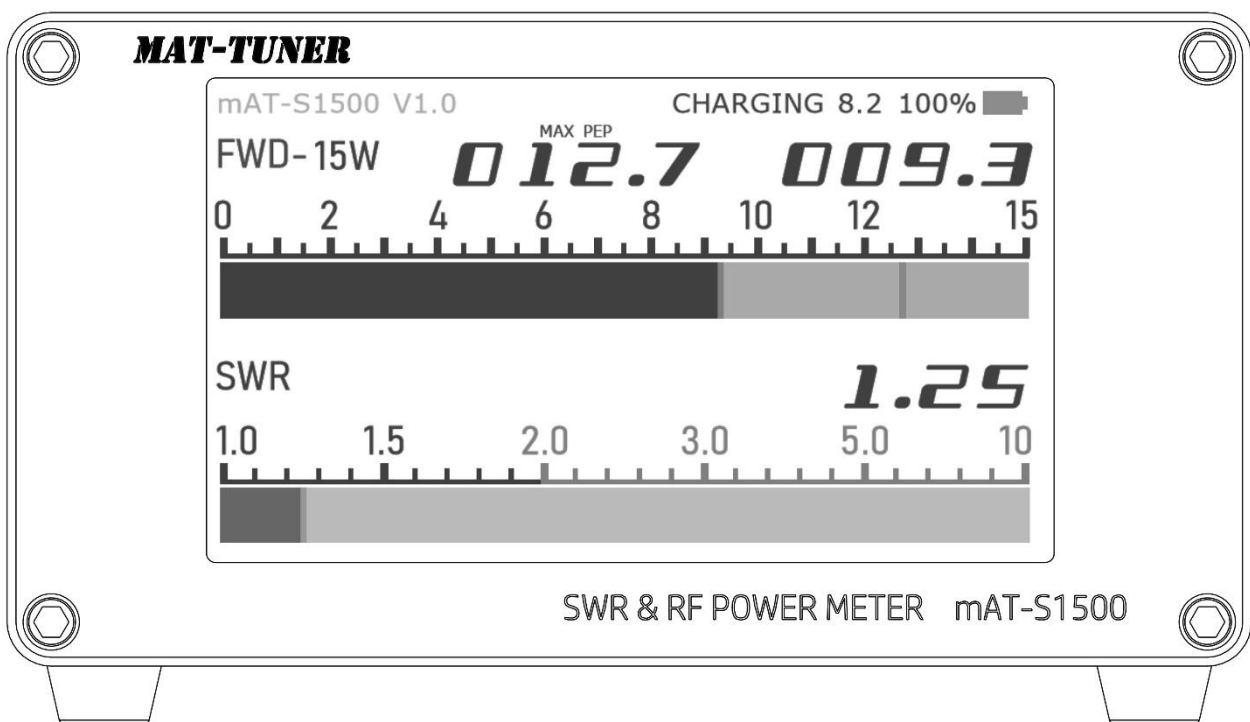 MAT-TUNER
mAT-S1500 V1.0 CHARGING 8.2 100%
MAX PEP
FWD-15W 012.7 009.3
0 2 4 6 8 10 12 15
SWR 1.25
1.0 1.5 2.0 3.0 5.0 10
SWR & RF POWER METER mAT-S1500